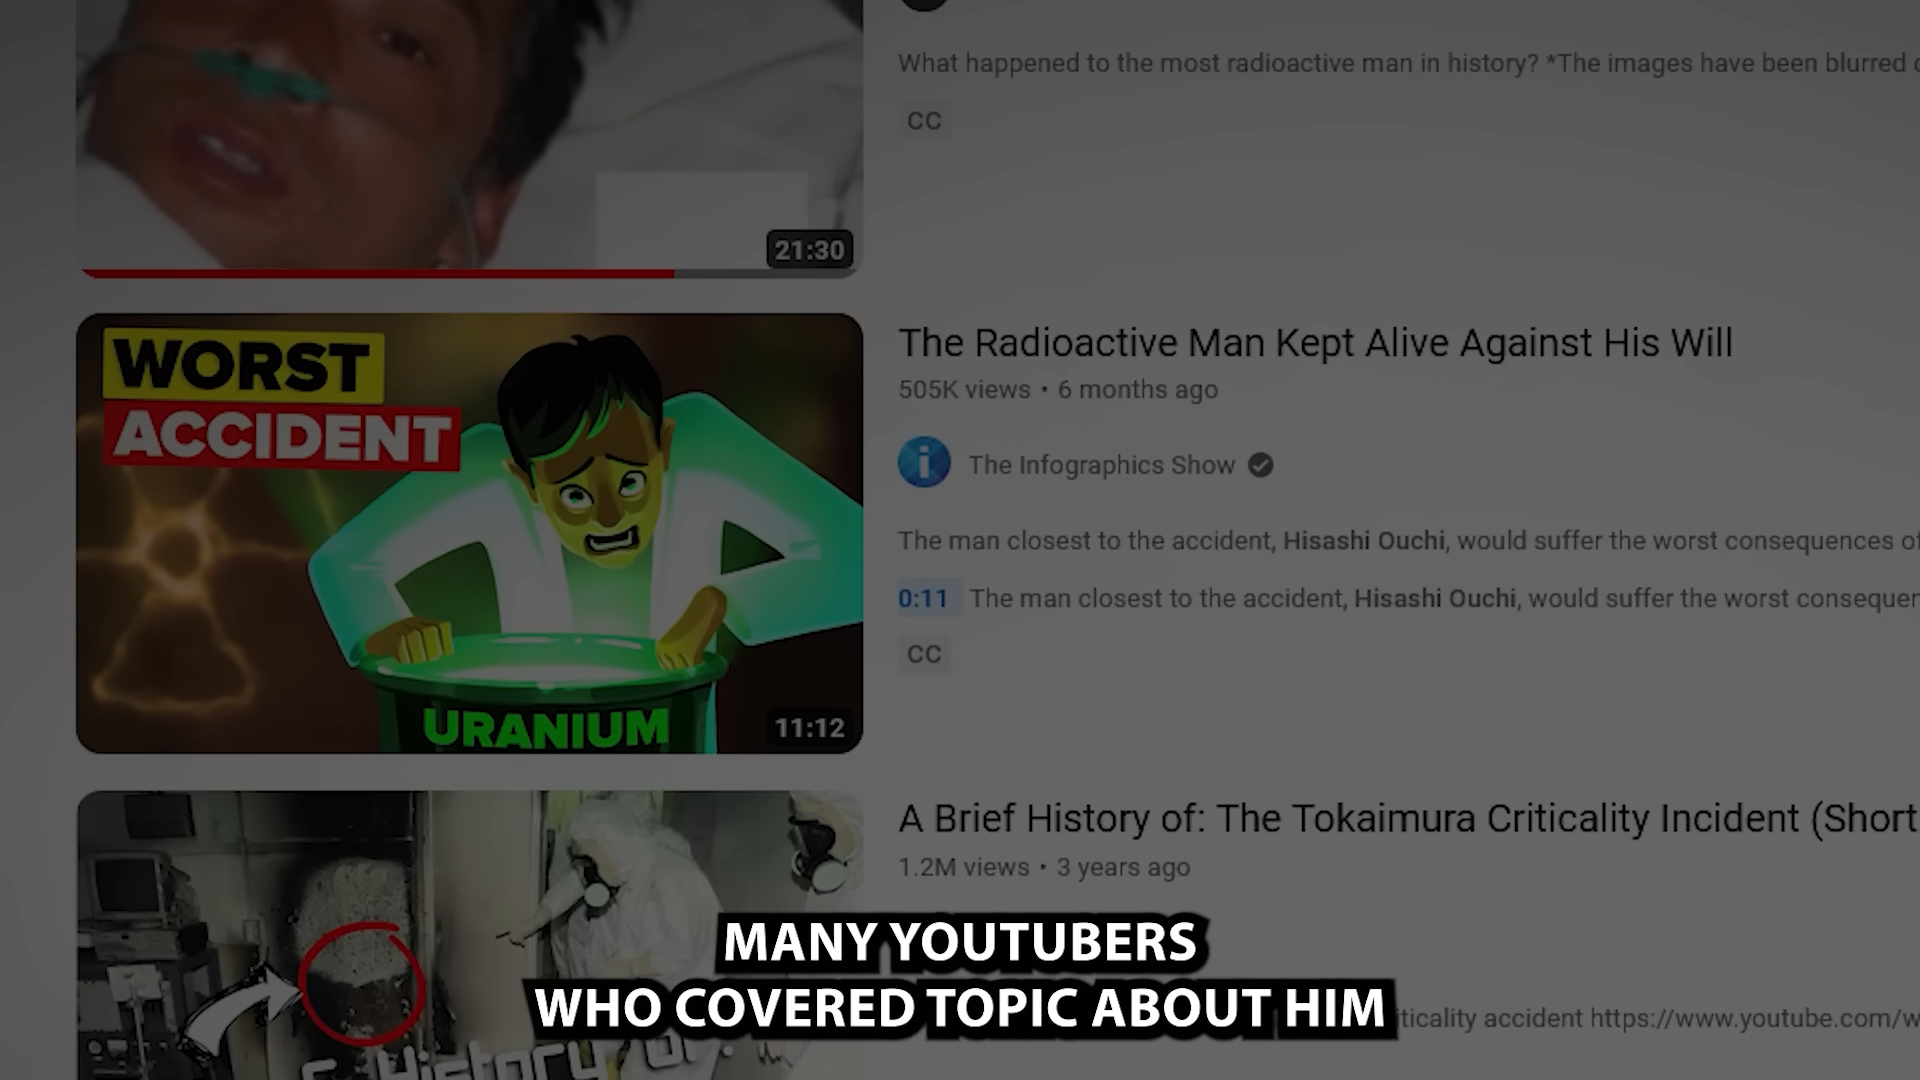 What happened to the most radioactive man in history? *The images have been blurred
CC
21:30
WORST
ACCIDENT
URANIUM
11:12
The Radioactive Man Kept Alive Against His Will
505K views • 6 months ago
The Infographics Show
The man closest to the accident, Hisashi Ouchi, would suffer the worst consequences of
0:11 The man closest to the accident, Hisashi Ouchi, would suffer the worst consequen
CC
A Brief History of: The Tokaimura Criticality Incident (Short
1.2M views • 3 years ago
History of:
MANY YOUTUBERS
WHO COVERED TOPIC ABOUT HIM
iticality accident https://www.youtube.com/w